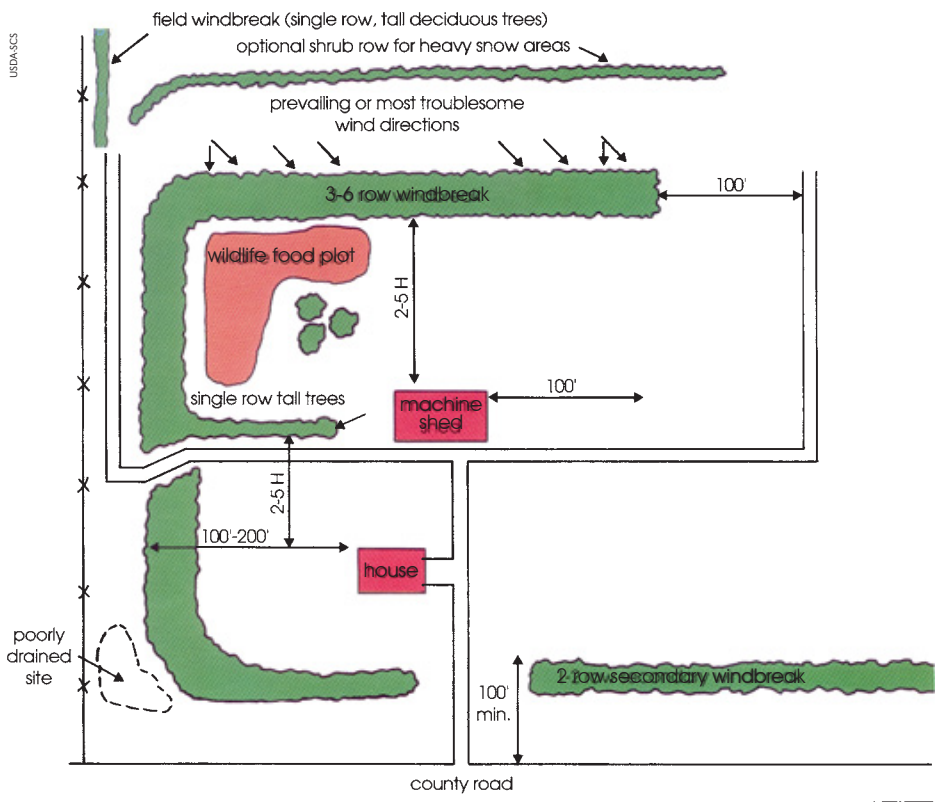 USDA-SCS
field windbreak (single row, tall deciduous trees)
optional shrub row for heavy snow areas
prevailing or most troublesome
wind directions
3-6 row windbreak
100'
wildlife food plot
2-5 H
single row tall trees
100'
machine
shed
2-5 H
100'-200'
house
poorly
drained
site
100'
min.
2-row secondary windbreak
county road